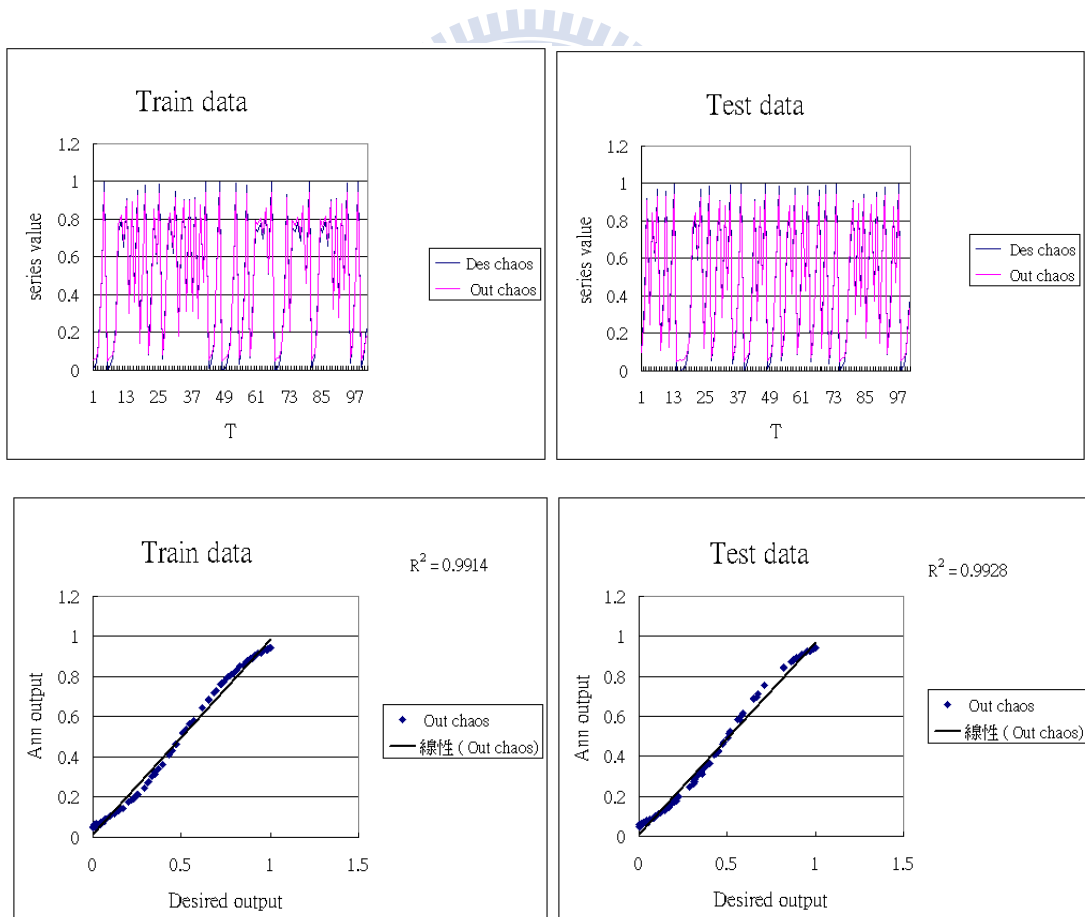 Train data
1.2
1
0.8
0.6
0.4
0.2
0
series value
1 13 25 37 49 61 73 85 97
T
Des chaos
Out chaos
Test data
1.2
1
0.8
0.6
0.4
0.2
0
series value
1 13 25 37 49 61 73 85 97
T
Des chaos
Out chaos
Train data
R² = 0.9914
1.2
1
0.8
0.6
0.4
0.2
0
Ann output
0 0.5 1 1.5
Desired output
Out chaos
線性 ( Out chaos)
Test data
R² = 0.9928
1.2
1
0.8
0.6
0.4
0.2
0
Ann output
0 0.5 1 1.5
Desired output
Out chaos
線性 ( Out chaos)